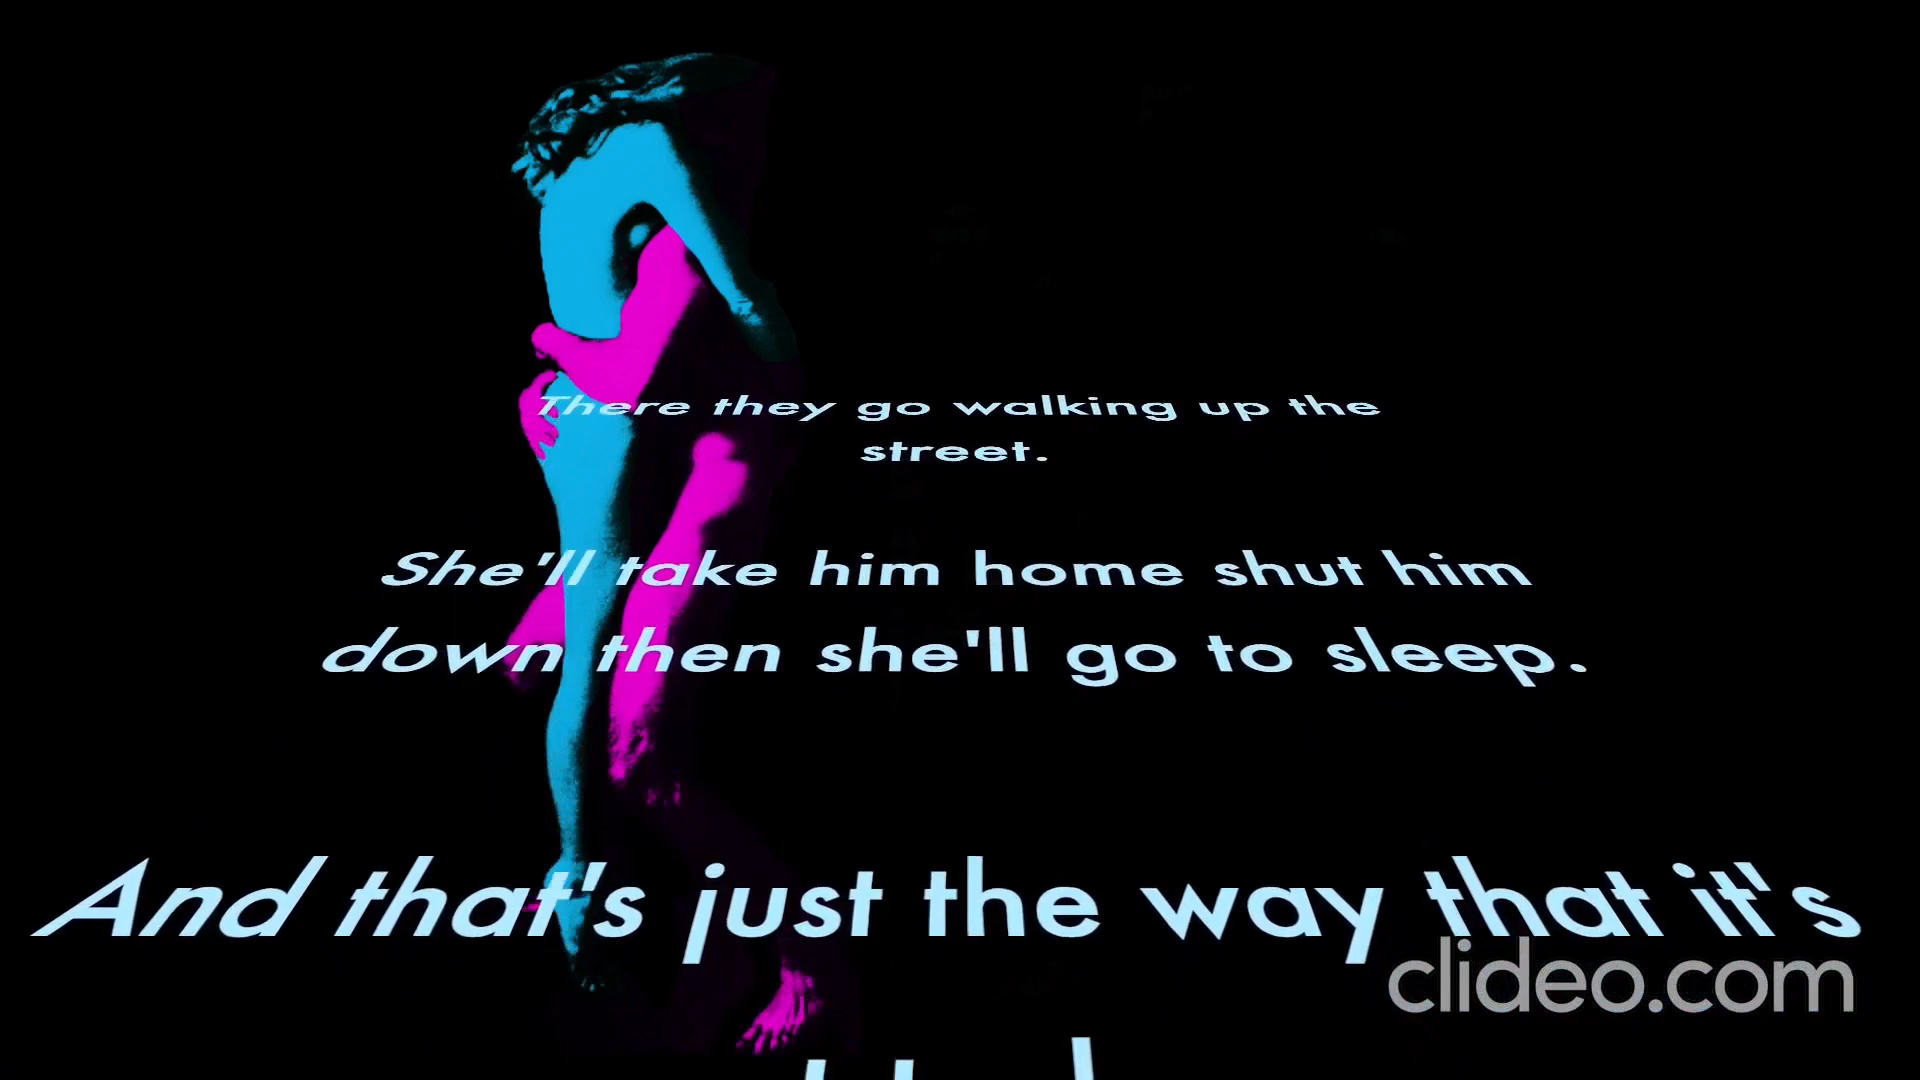 There they go walking up the
street.
She'll take him home shut him
down then she'll go to sleep.
And that's just the way that it's
clideo.com